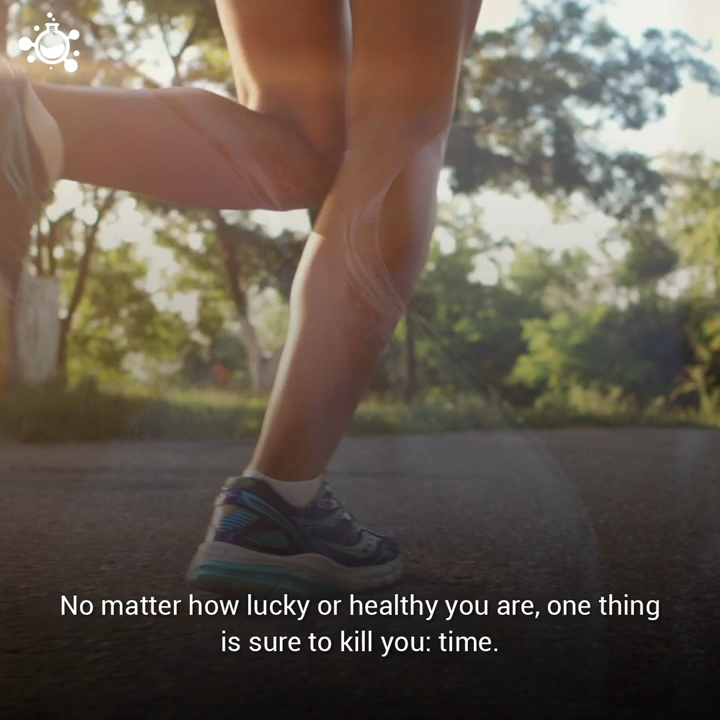 No matter how lucky or healthy you are, one thing
is sure to kill you: time.